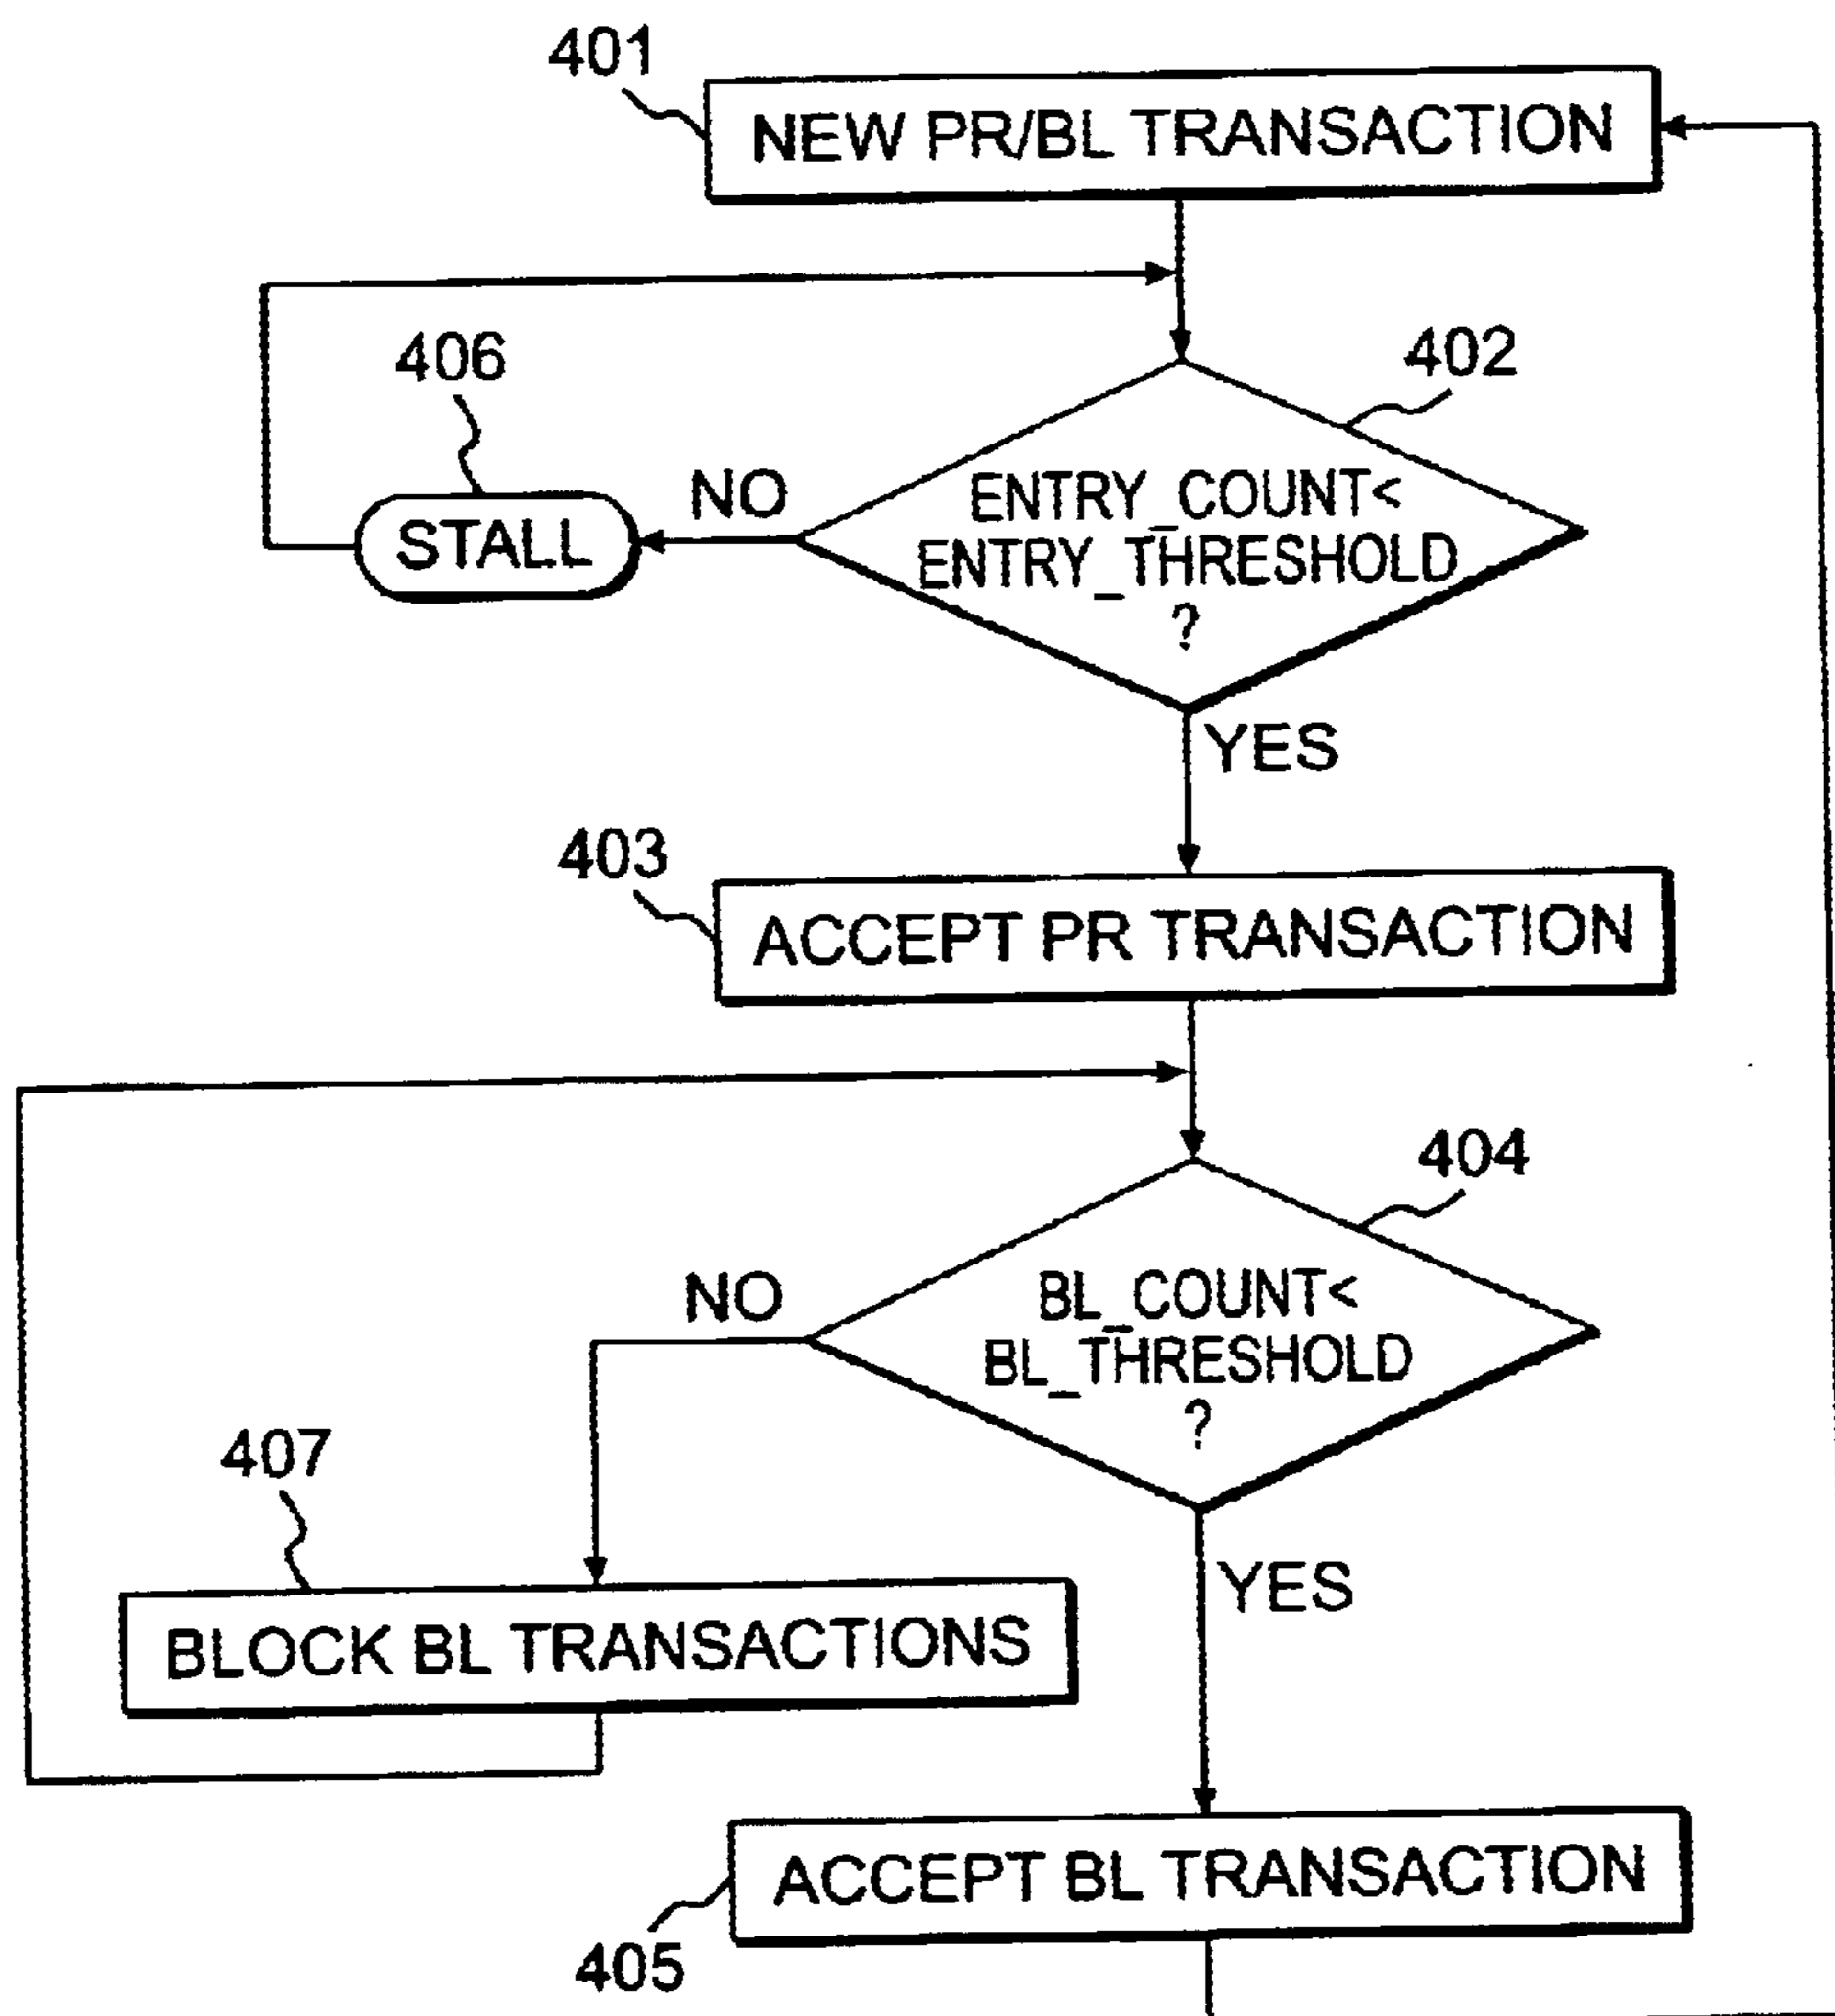 401
NEW PR/BL TRANSACTION
406
402
NO
ENTRY_COUNT<
ENTRY_THRESHOLD
?
STALL
YES
403
ACCEPT PR TRANSACTION
404
NO
BL_COUNT<
BL_THRESHOLD
?
407
YES
BLOCK BL TRANSACTIONS
ACCEPT BL TRANSACTION
405